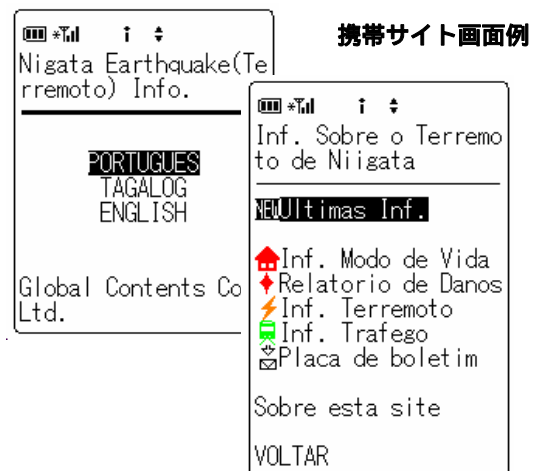 携帯サイト画面例
Nigata Earthquake(Te
rremoto) Info.
PORTUGUES
TAGALOG
ENGLISH
Global Contents Co
Ltd.
Inf. Sobre o Terremo
to de Niigata
NEWUltimas Inf.
Inf. Modo de Vida
Relatorio de Danos
Inf. Terremoto
Inf. Trafego
Placa de boletim
Sobre esta site
VOLTAR